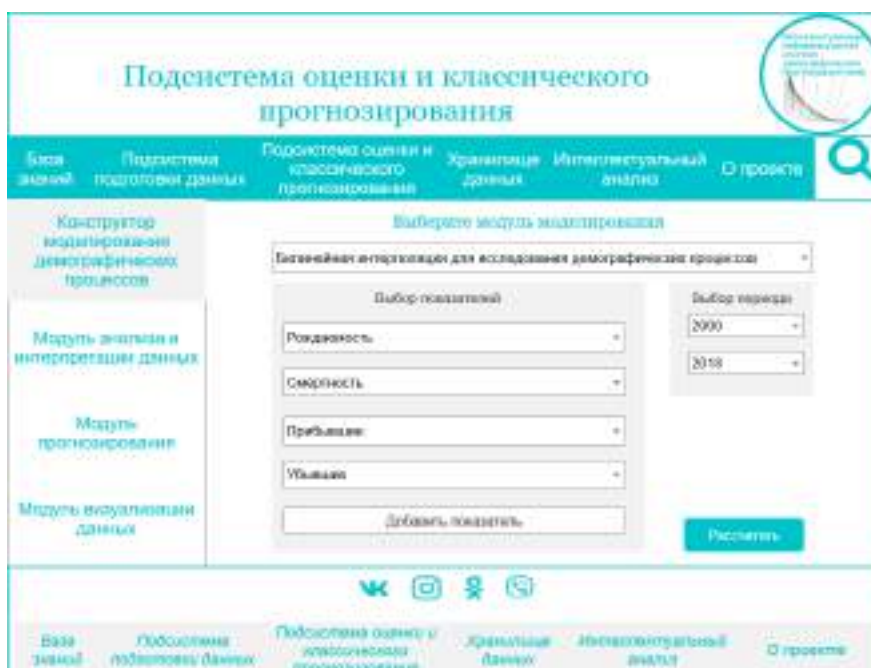 Подсистема оценки и классического
прогнозирования
База
знаний
Подсистема
подготовки данных
Подсистема оценки и
классического
прогнозирования
Хранилище
данных
Интеллектуальный
анализ
О проекте
Конструктор
моделирования
демографических
процессов
Модуль анализа и
интерпретации данных
Модуль
прогнозирования
Модуль визуализации
данных
Выберите модуль моделирования
интерполяция для исследования демографических процессов
Выбор показателей
Рождаемость
Смертность
Прибывшие
Убывшие
Добавить показатель
Выбор периода
2000
2018
Рассчитать
База
знаний
Подсистема
подготовки данных
Подсистема оценки и
классического
прогнозирования
Хранилище
данных
Интеллектуальный
анализ
О проекте